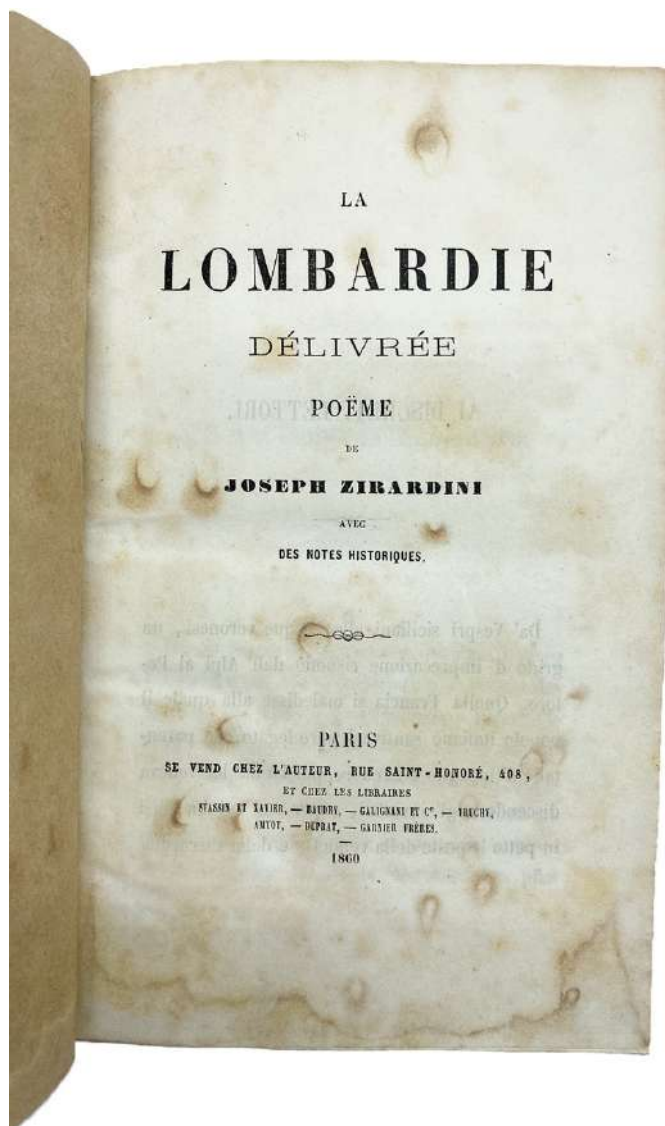 LA
LOMBARDIE
DÉLIVRÉE
POËME
DE
JOSEPH ZIRARDINI
AVEC
DES NOTES HISTORIQUES.
PARIS
SE VEND CHEZ L'AUTEUR, RUE SAINT-HONORÉ, 408,
ET CHEZ LES LIBRAIRES
STASSIN ET XAVIER, — BAUDRY, — GALIGNANI ET Cᵉ, — TRUCHY,
AMYOT, — DEPRAT, — GARNIER FRÈRES.
1860